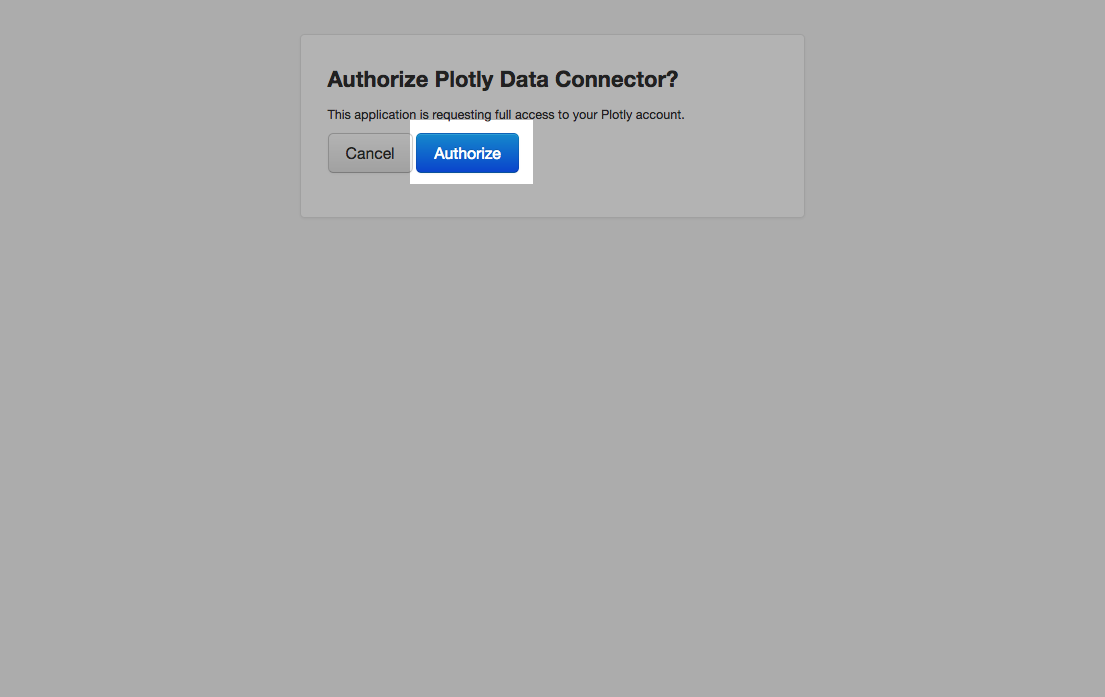 Authorize Plotly Data Connector?
This application is requesting full access to your Plotly account.
Cancel Authorize